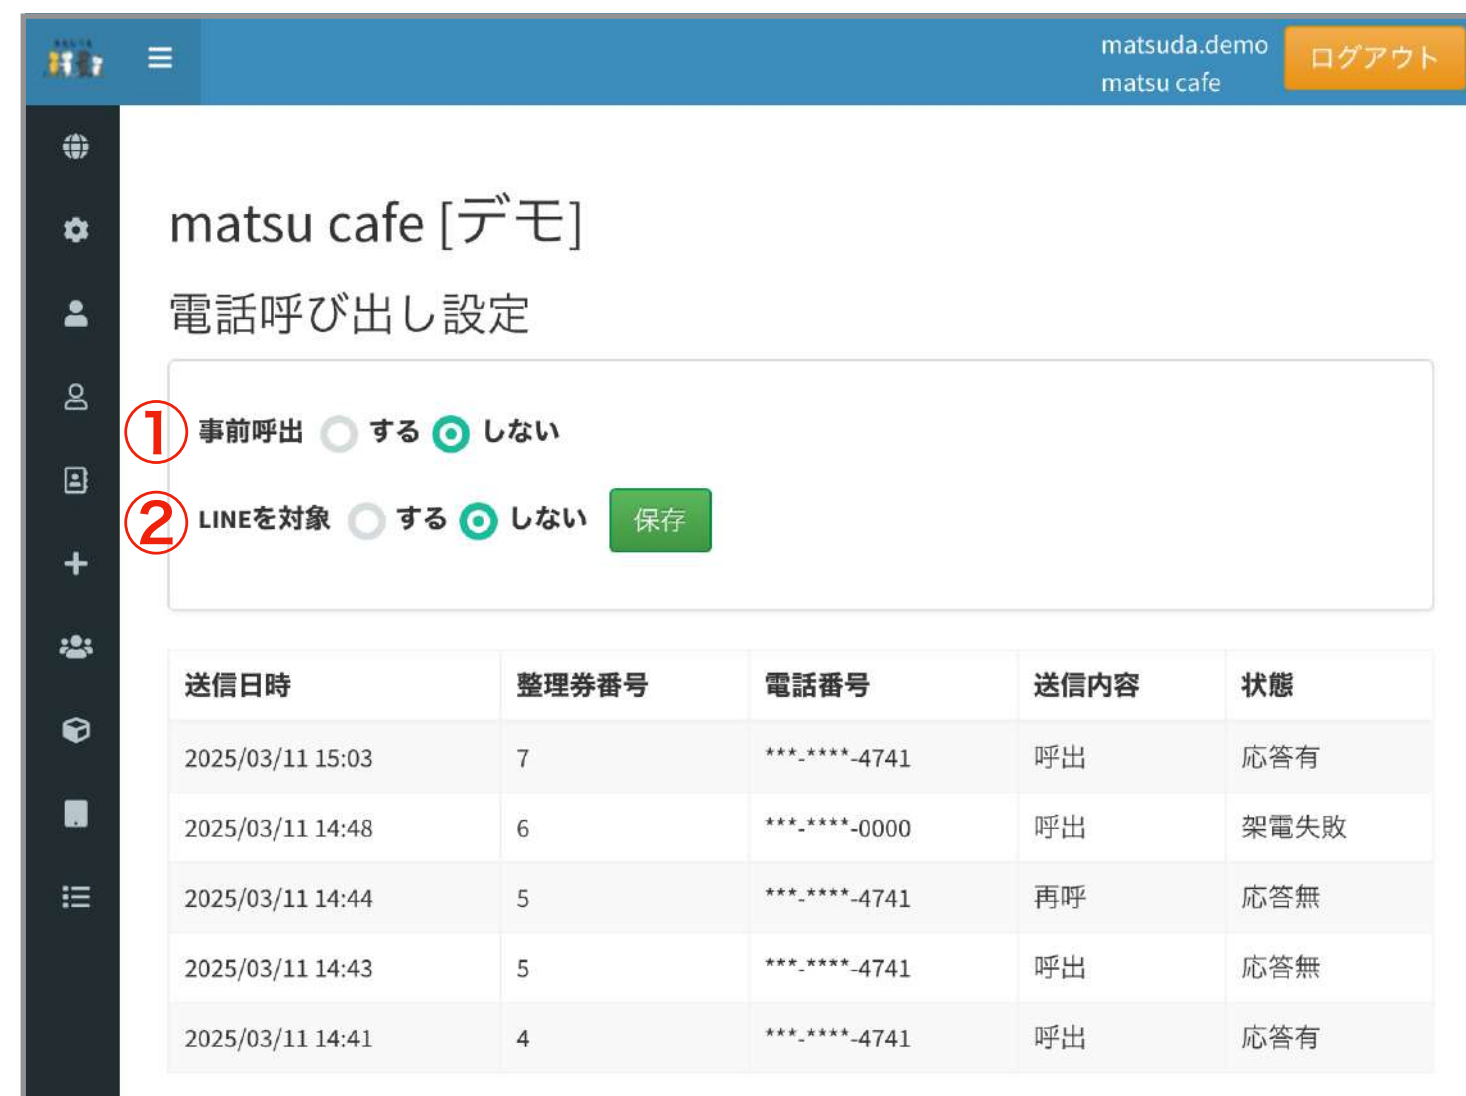 matsuda.demo
matsu cafe
ログアウト
matsu cafe [デモ]
電話呼び出し設定
① 事前呼出 する しない
② LINEを対象 する しない 保存
送信日時 整理券番号 電話番号 送信内容 状態
2025/03/11 15:03 7 ***-****-4741 呼出 応答有
2025/03/11 14:48 6 ***-****-0000 呼出 架電失敗
2025/03/11 14:44 5 ***-****-4741 再呼 応答無
2025/03/11 14:43 5 ***-****-4741 呼出 応答無
2025/03/11 14:41 4 ***-****-4741 呼出 応答有